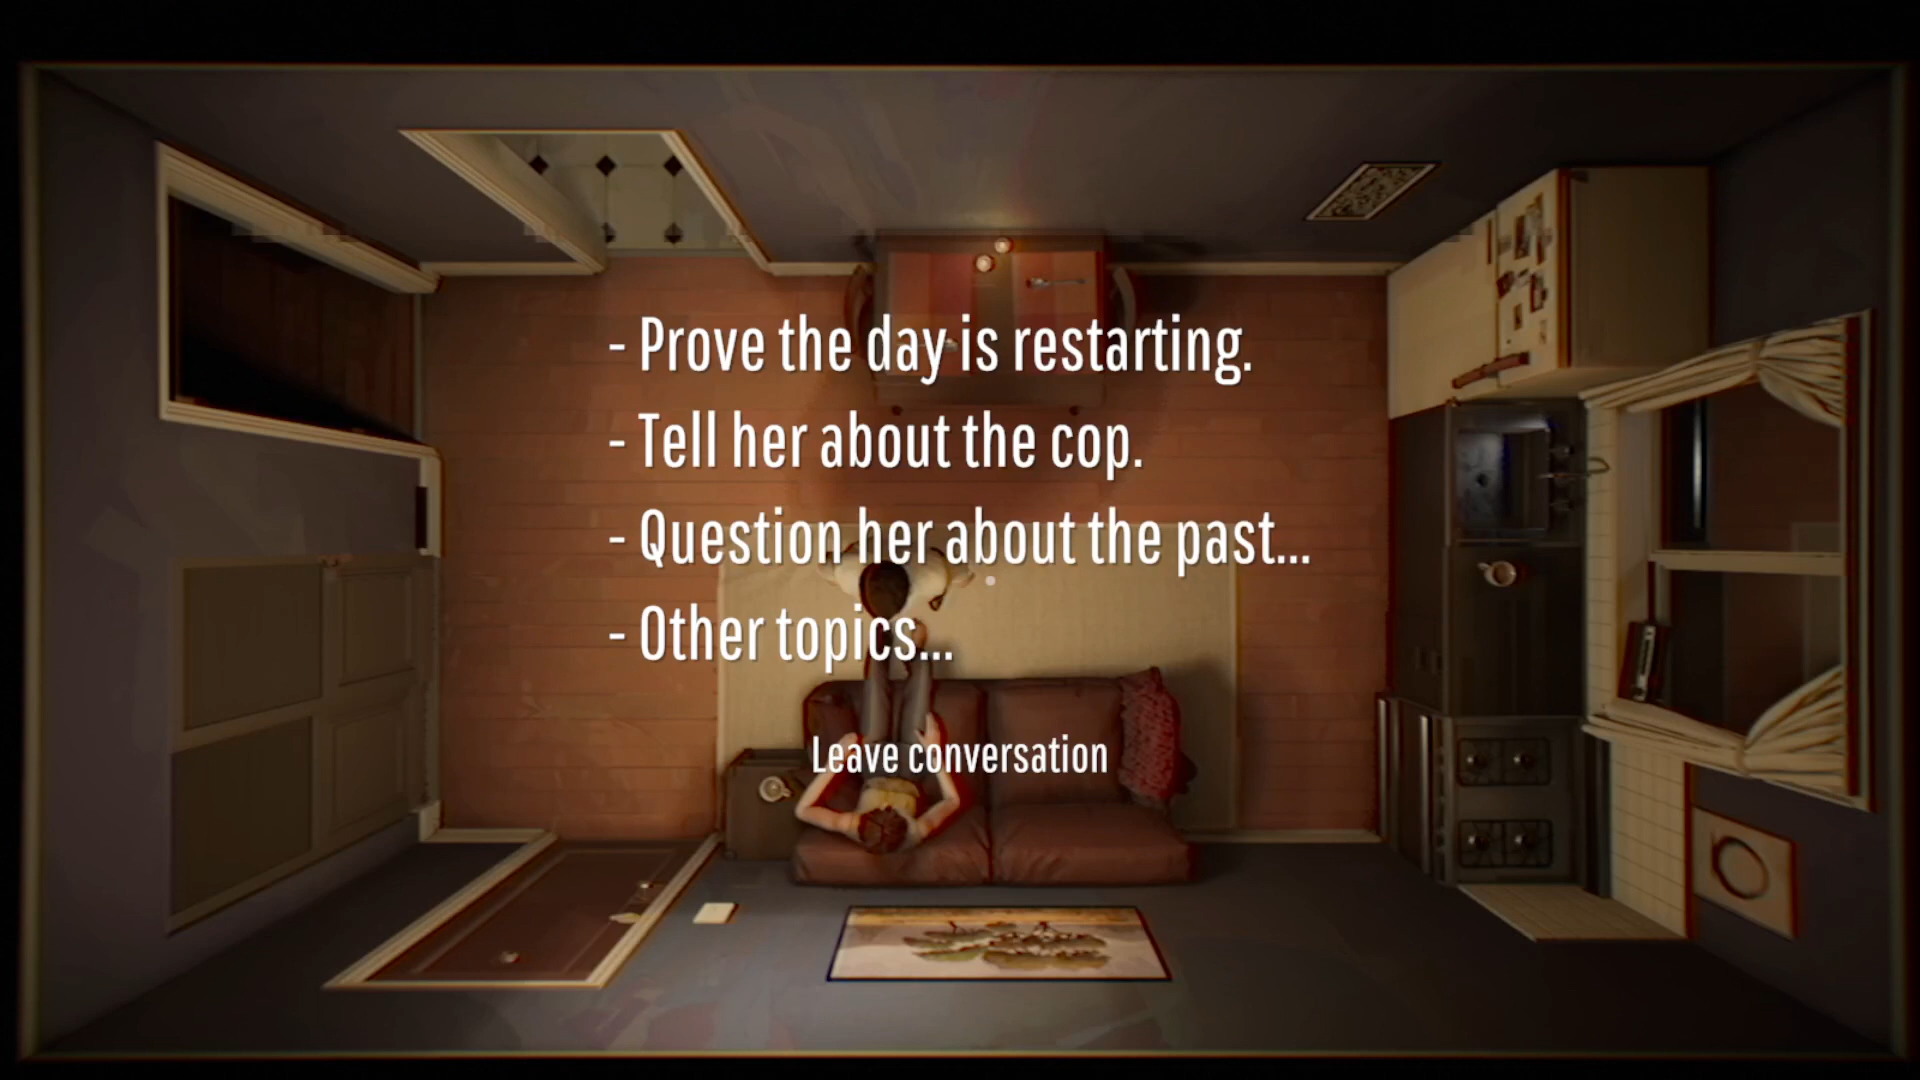 - Prove the day is restarting.
- Tell her about the cop.
- Question her about the past...
- Other topics...
Leave conversation